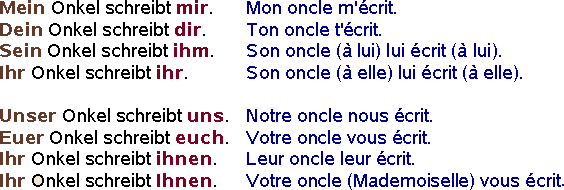 Mein Onkel schreibt mir. Mon oncle m'écrit.
Dein Onkel schreibt dir. Ton oncle t'écrit.
Sein Onkel schreibt ihm. Son oncle (à lui) lui écrit (à lui).
Ihr Onkel schreibt ihr. Son oncle (à elle) lui écrit (à elle).
Unser Onkel schreibt uns. Notre oncle nous écrit.
Euer Onkel schreibt euch. Votre oncle vous écrit.
Ihr Onkel schreibt ihnen. Leur oncle leur écrit.
Ihr Onkel schreibt Ihnen. Votre oncle (Mademoiselle) vous écrit.